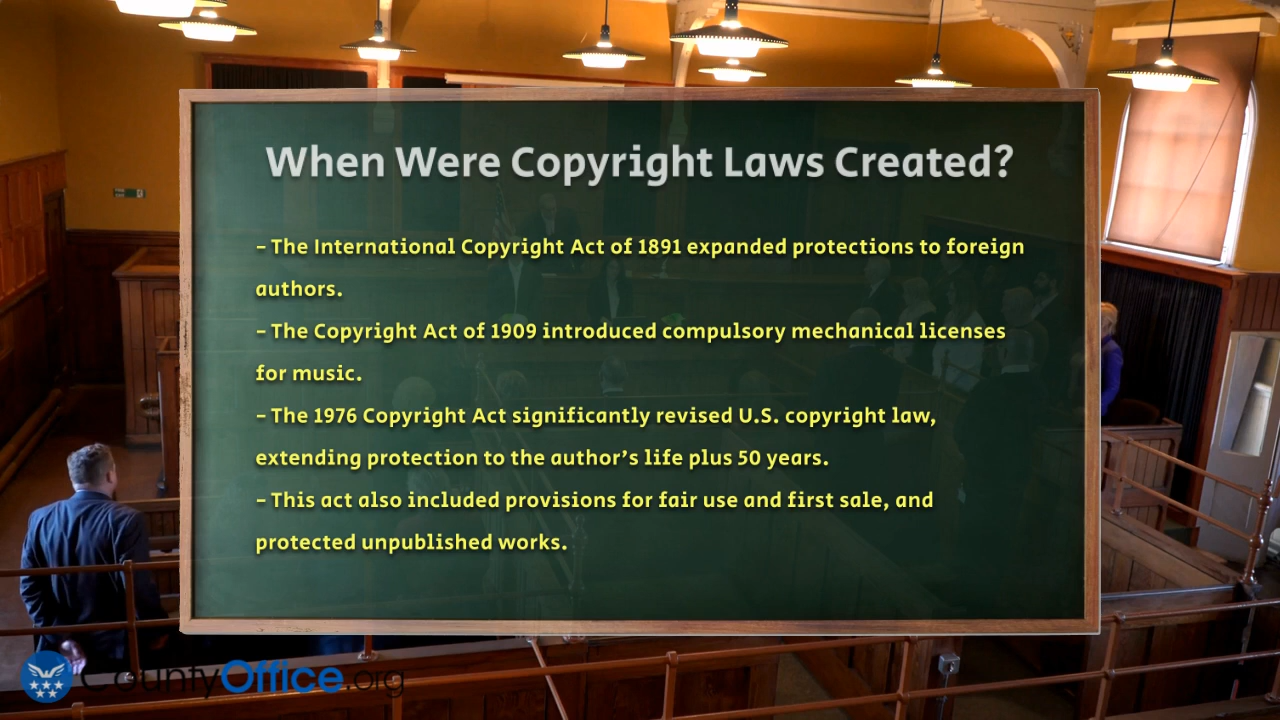 When Were Copyright Laws Created?
– The International Copyright Act of 1891 expanded protections to foreign
authors.
– The Copyright Act of 1909 introduced compulsory mechanical licenses
for music.
– The 1976 Copyright Act significantly revised U.S. copyright law,
extending protection to the author's life plus 50 years.
– This act also included provisions for fair use and first sale, and
protected unpublished works.
CountyOffice.org